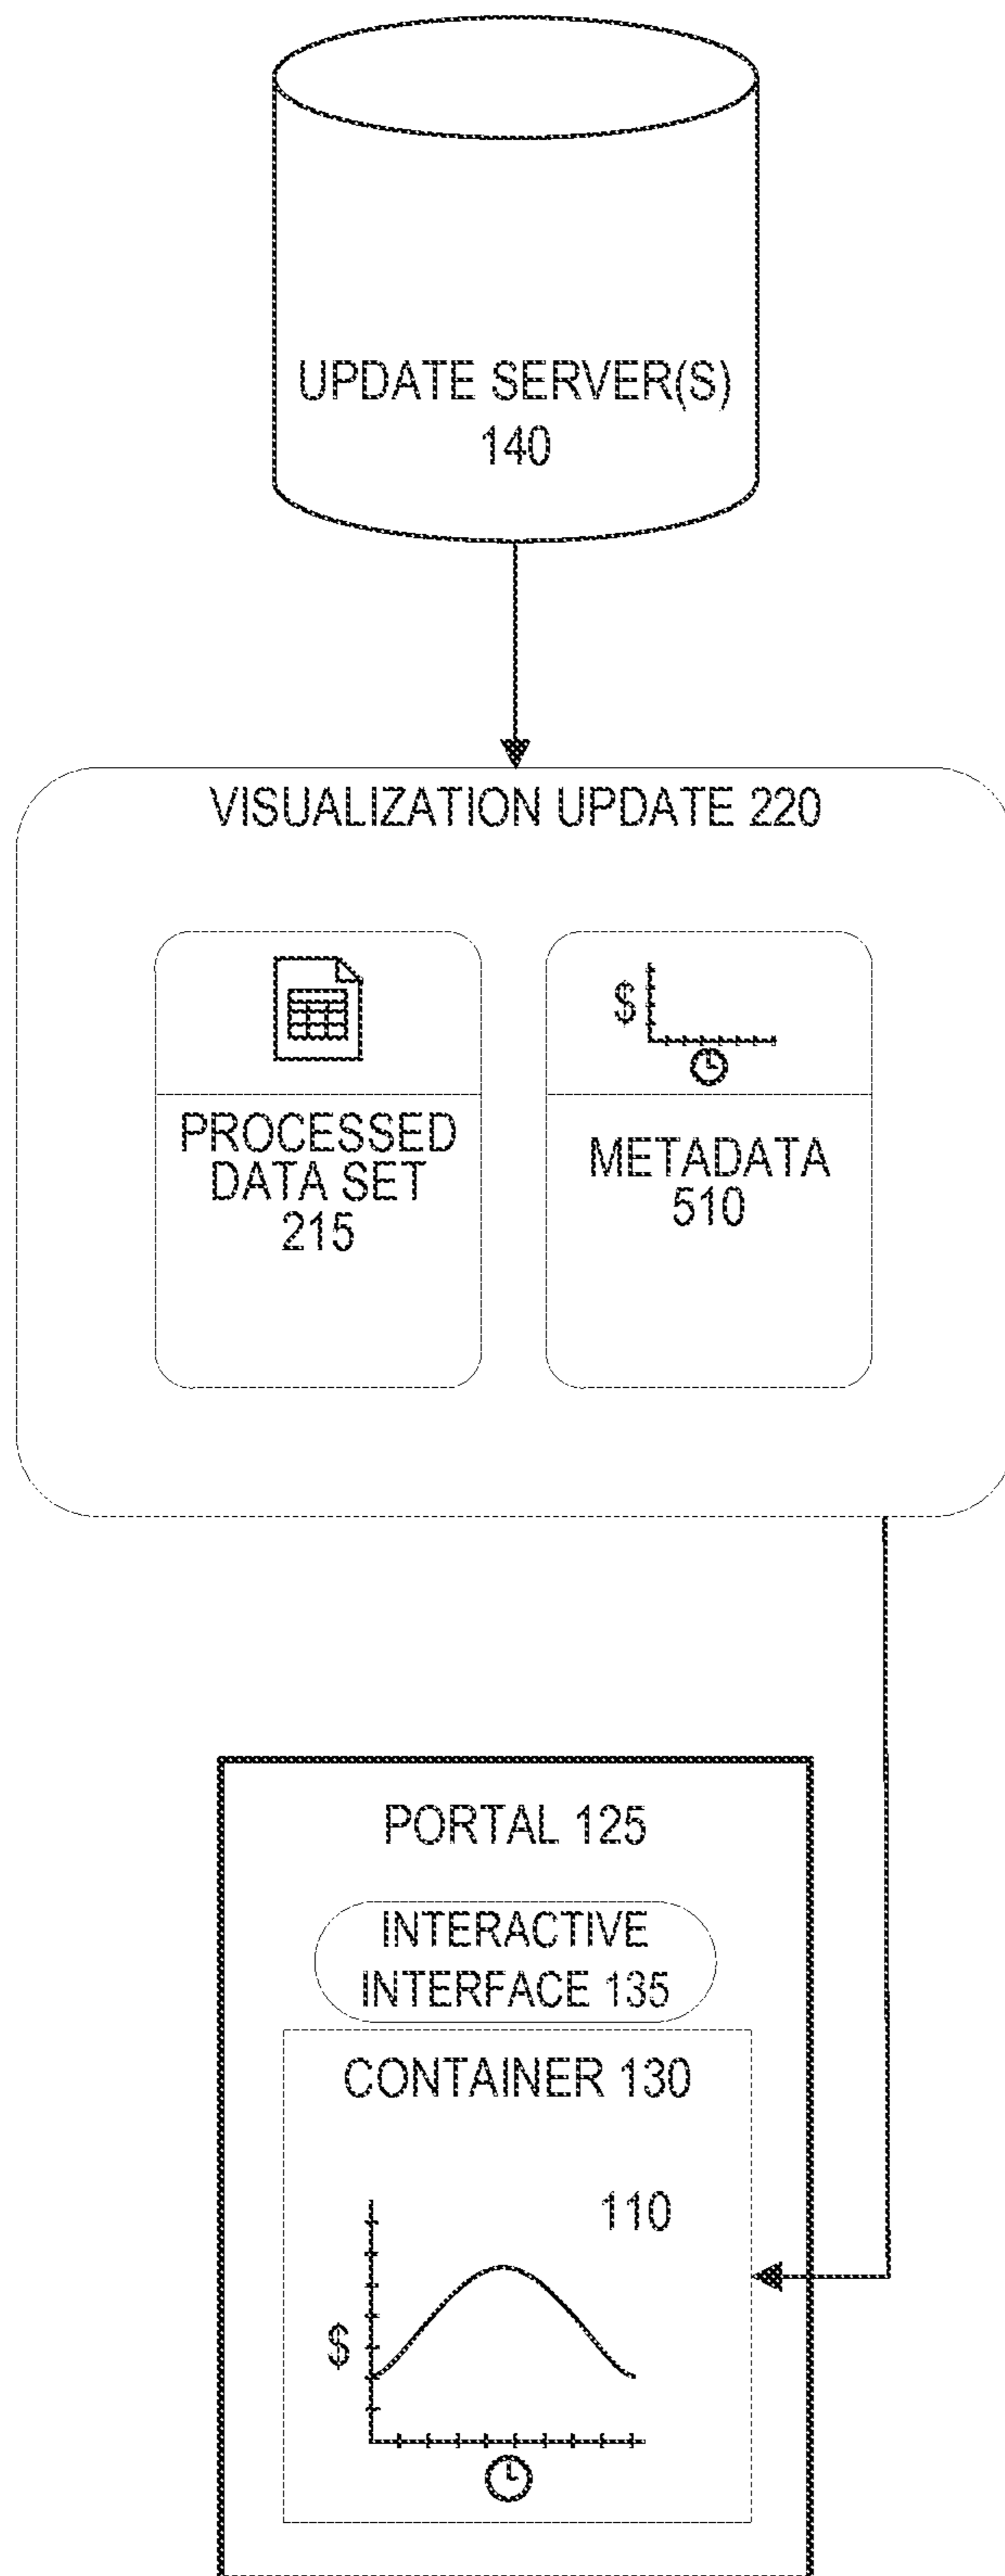 UPDATE SERVER(S)
140
VISUALIZATION UPDATE 220
PROCESSED
DATA SET
215
$
METADATA
510
PORTAL 125
INTERACTIVE
INTERFACE 135
CONTAINER 130
110
$